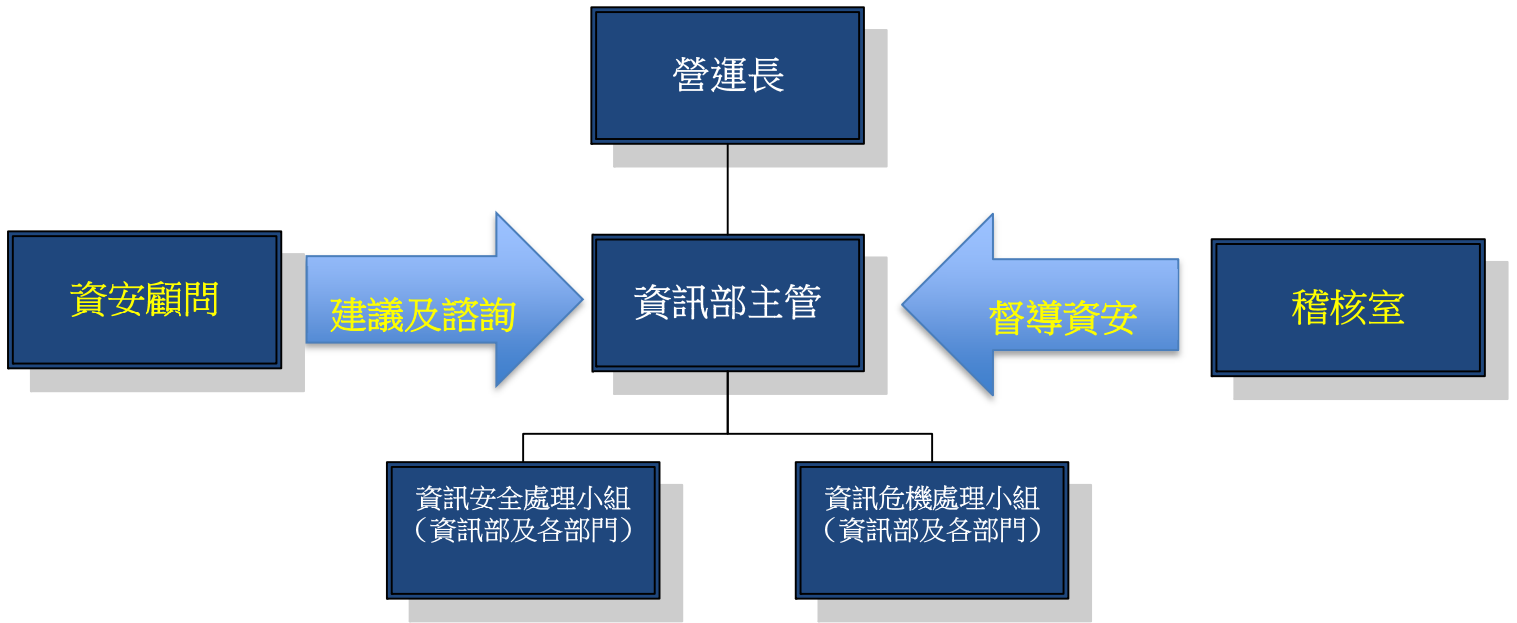 營運長
資安顧問
建議及諮詢
資訊部主管
督導資安
稽核室
資訊安全處理小組
（資訊部及各部門）
資訊危機處理小組
（資訊部及各部門）